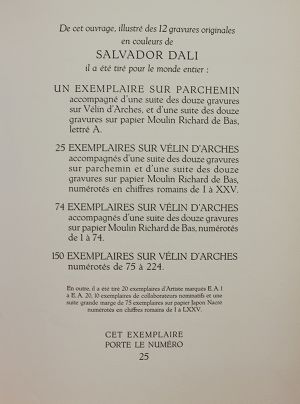 De cet ouvrage, illustré des 12 gravures originales
en couleurs de
SALVADOR DALI
il a été tiré pour le monde entier :
UN EXEMPLAIRE SUR PARCHEMIN
accompagné d'une suite des douze gravures
sur Vélin d'Arches, et d'une suite des douze
gravures sur papier Moulin Richard de Bas,
lettré A.
25 EXEMPLAIRES SUR VÉLIN D'ARCHES
accompagnés d'une suite des douze gravures
sur parchemin et d'une suite des douze
gravures sur papier Moulin Richard de Bas,
numérotés en chiffres romains de I à XXV.
74 EXEMPLAIRES SUR VÉLIN D'ARCHES
accompagnés d'une suite des douze gravures
sur papier Moulin Richard de Bas, numérotés
de 1 à 74.
150 EXEMPLAIRES SUR VÉLIN D'ARCHES
numérotés de 75 à 224.
En outre, il a été tiré 20 exemplaires d'Artiste marqués E.A. 1
à E.A. 20, 10 exemplaires de collaborateurs nominatifs et une
suite grande marge de 75 exemplaires sur papier Japon Nacré
numérotés en chiffres romains de I à LXXV.
CET EXEMPLAIRE
PORTE LE NUMÉRO
25